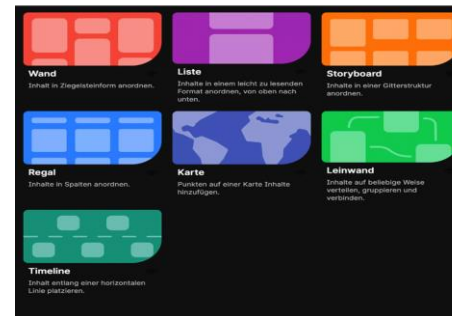 Wand
Inhalt in Ziegelsteinform anordnen.
Liste
Inhalte in einem leicht zu lesenden
Format anordnen, von oben nach
unten.
Storyboard
Inhalte in einer Gitterstruktur
anordnen.
Regal
Inhalte in Spalten anordnen.
Karte
Punkten auf einer Karte Inhalte
hinzufügen.
Leinwand
Inhalte auf beliebige Weise
verteilen, gruppieren und
verbinden.
Timeline
Inhalt entlang einer horizontalen
Linie platzieren.